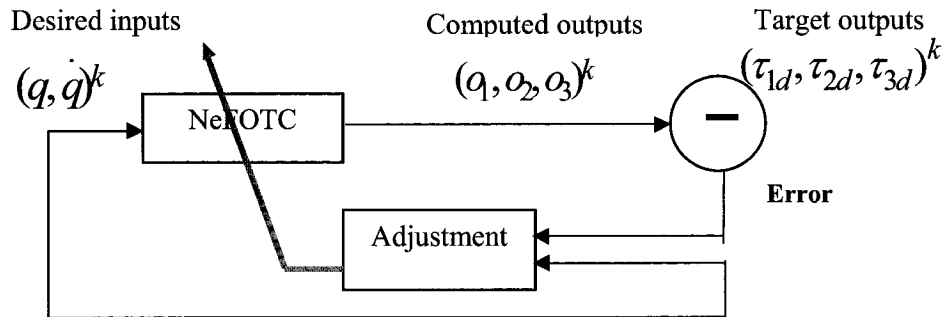 Desired inputs
Computed outputs
Target outputs
(q, q̇)^k
(o₁, o₂, o₃)^k
(τ₁d, τ₂d, τ₃d)^k
NeFOTC
−
Error
Adjustment